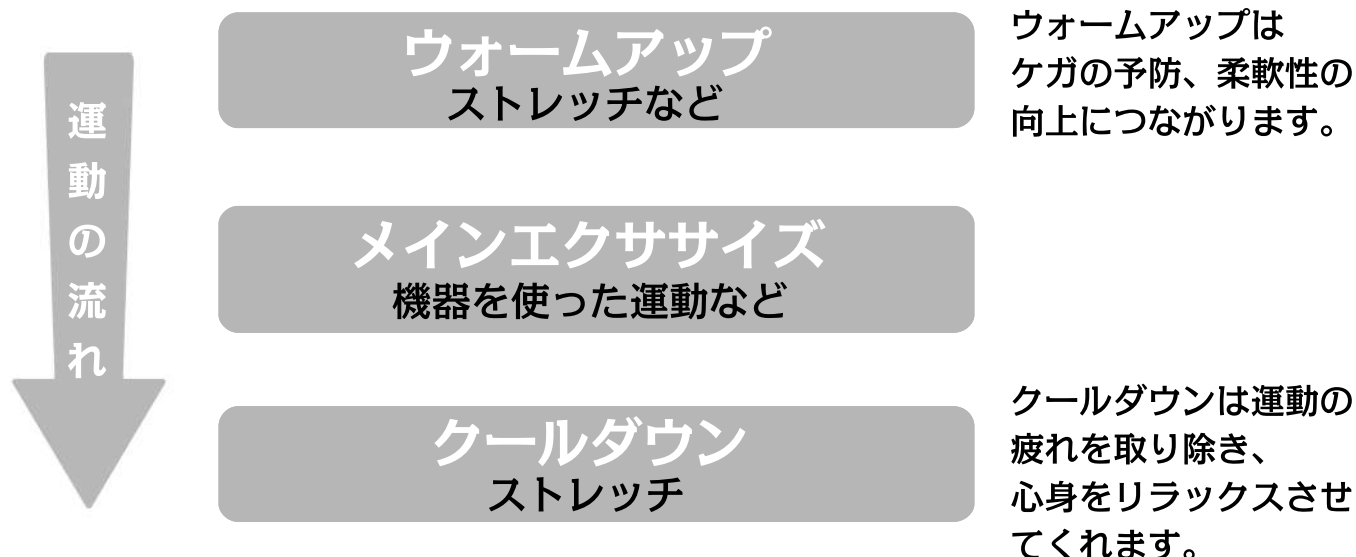 運動の流れ
ウォームアップ
ストレッチなど
ウォームアップは
ケガの予防、柔軟性の
向上につながります。
メインエクササイズ
機器を使った運動など
クールダウン
ストレッチ
クールダウンは運動の
疲れを取り除き、
心身をリラックスさせ
てくれます。